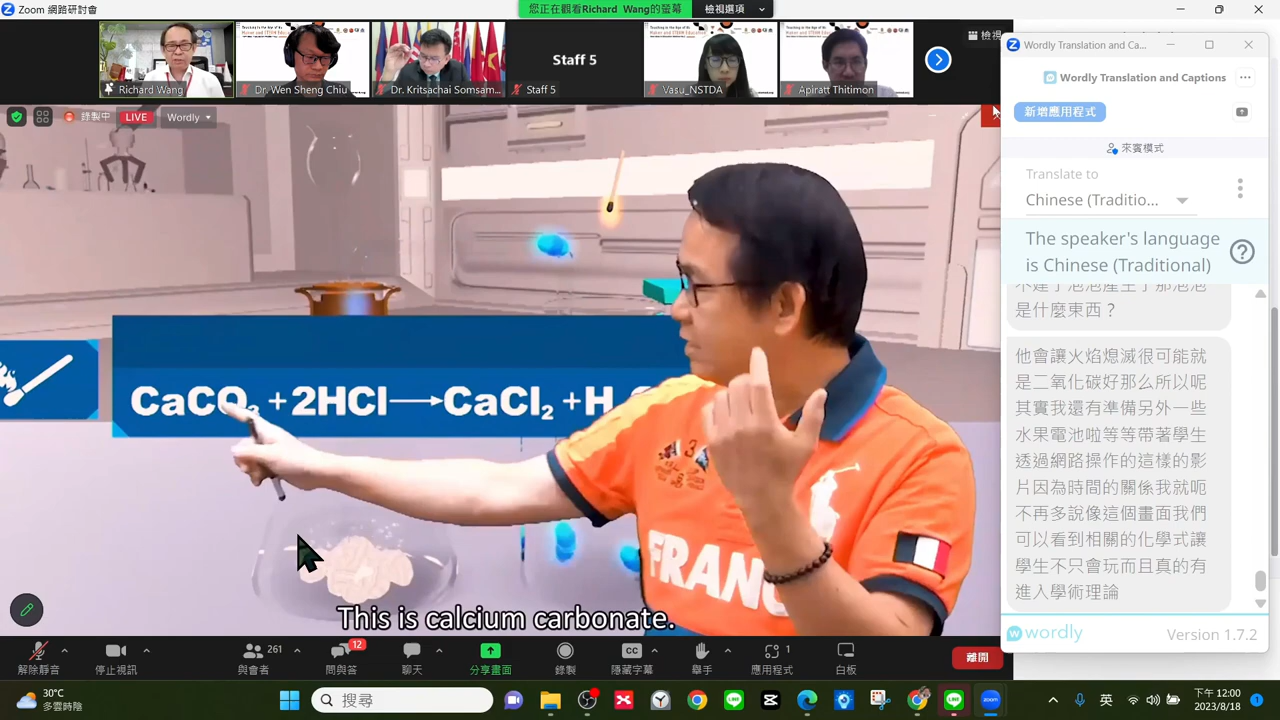 Zoom 網路研討會
您正在觀看Richard Wang的螢幕
檢視選項
Richard Wang
Dr. Wen Sheng Chiu
Dr. Kritsachai Somsam...
Staff 5
Staff 5
Vasu_NSTDA
Apiratt Thitimon
檢視
錄製中
LIVE
Wordly
CaCO₃ + 2HCl → CaCl₂ + H
FRANC
3
This is calcium carbonate.
Wordly Translation and...
Wordly Translation and Captions
新增應用程式
來賓模式
Translate to
Chinese (Traditio...
The speaker's language
is Chinese (Traditional)
是什麼東西？
他會讓火焰熄滅很可能就
是二氧化碳好那么所以呢
其實我還有準備另外一些
水果電池啦等等帶著學生
透過網路操作的這樣的影
片因為時間的關係我就呃
不再多說像這個畫面我們
可以看到相關的化學式讓
學生不只會玩而且真的有
進入學術理論
wordly
Version 1.7.2
解除靜音
停止視訊
261
與會者
12
問與答
聊天
分享畫面
錄製
CC
隱藏字幕
舉手
1
應用程式
白板
離開
30°C
多雲時陰
搜尋
英
下午 12:03
2023/8/18